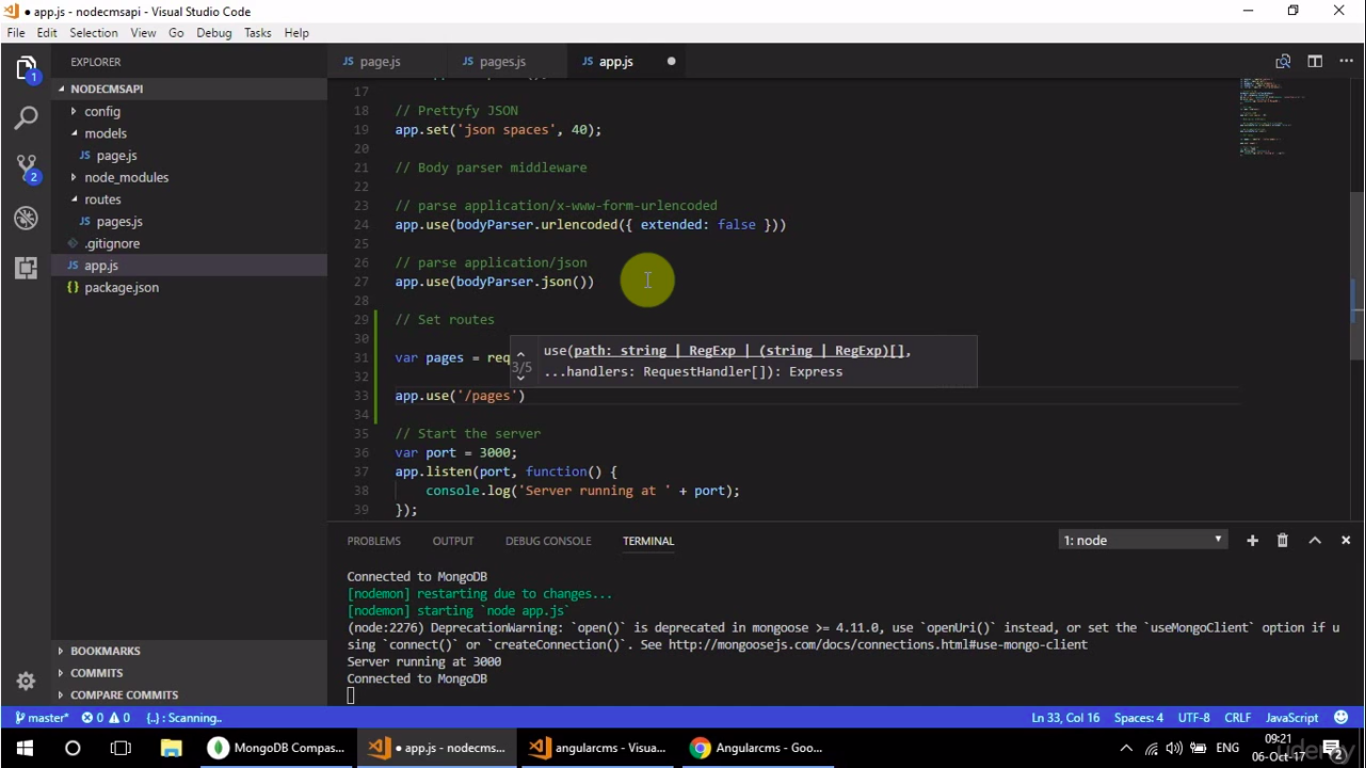 ● app.js - nodecmsapi - Visual Studio Code
File Edit Selection View Go Debug Tasks Help
EXPLORER
NODECMSAPI
config
models
JS page.js
node_modules
routes
JS pages.js
.gitignore
JS app.js
{} package.json
BOOKMARKS
COMMITS
COMPARE COMMITS
1
2
JS page.js JS pages.js JS app.js ●
17
18 // Prettyfy JSON
19 app.set('json spaces', 40);
20
21 // Body parser middleware
22
23 // parse application/x-www-form-urlencoded
24 app.use(bodyParser.urlencoded({ extended: false }))
25
26 // parse application/json
27 app.use(bodyParser.json())
28
29 // Set routes
30
31 var pages = req
3/5
use(path: string | RegExp | (string | RegExp)[],
...handlers: RequestHandler[]): Express
32
33 app.use('/pages')
34
35 // Start the server
36 var port = 3000;
37 app.listen(port, function() {
38 console.log('Server running at ' + port);
39 });
PROBLEMS OUTPUT DEBUG CONSOLE TERMINAL 1: node
Connected to MongoDB
[nodemon] restarting due to changes...
[nodemon] starting `node app.js`
(node:2276) DeprecationWarning: `open()` is deprecated in mongoose >= 4.11.0, use `openUri()` instead, or set the `useMongoClient` option if u
sing `connect()` or `createConnection()`. See http://mongoosejs.com/docs/connections.html#use-mongo-client
Server running at 3000
Connected to MongoDB
master* 0 0 {..} : Scanning.. Ln 33, Col 16 Spaces: 4 UTF-8 CRLF JavaScript
MongoDB Compas... ● app.js - nodecms... angularcms - Visua... Angularcms - Goo... ENG 09:21
06-Oct-17
2
udemy